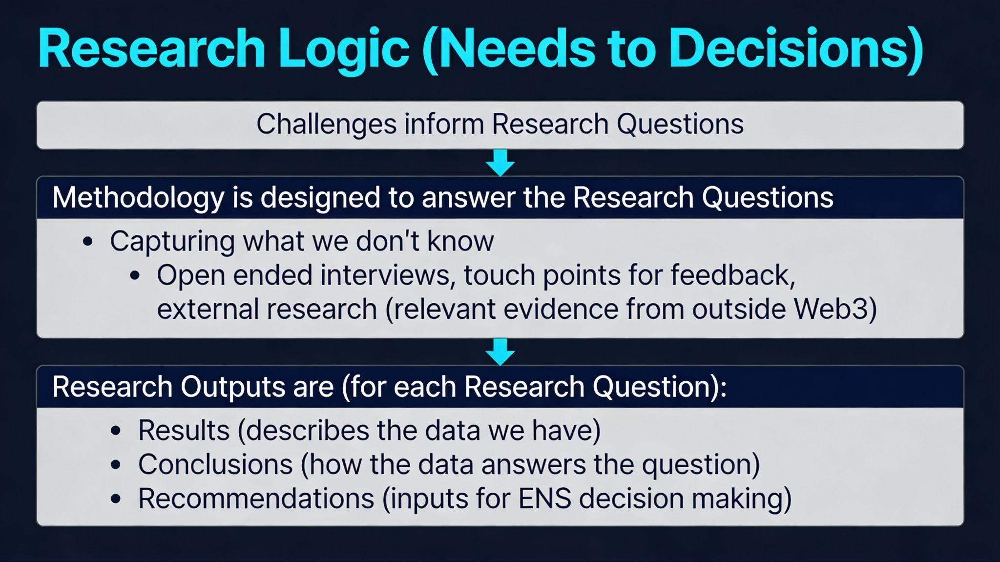 Research Logic (Needs to Decisions)
Challenges inform Research Questions
Methodology is designed to answer the Research Questions
• Capturing what we don't know
• Open ended interviews, touch points for feedback,
external research (relevant evidence from outside Web3)
Research Outputs are (for each Research Question):
• Results (describes the data we have)
• Conclusions (how the data answers the question)
• Recommendations (inputs for ENS decision making)